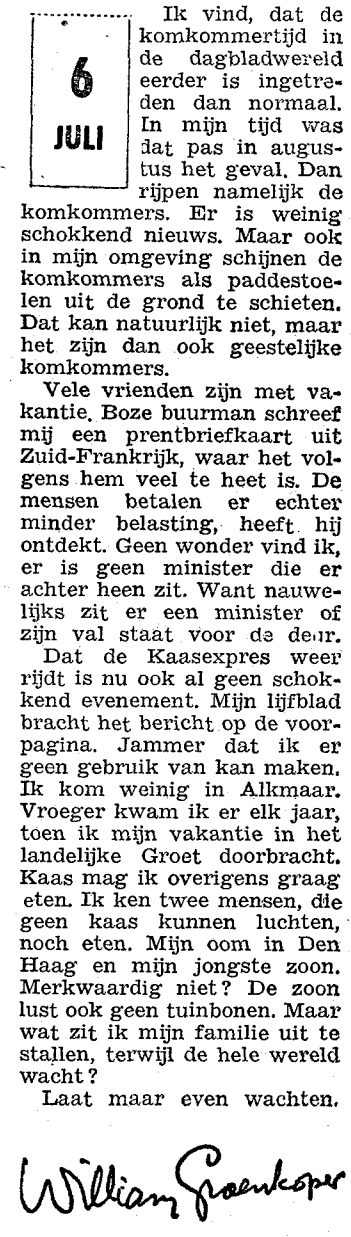 6
JULI
Ik vind, dat de
komkommertijd in
de dagbladwereld
eerder is ingetre-
den dan normaal.
In mijn tijd was
dat pas in augus-
tus het geval. Dan
rijpen namelijk de
komkommers. Er is weinig
schokkend nieuws. Maar ook
in mijn omgeving schijnen de
komkommers als paddestoe-
len uit de grond te schieten.
Dat kan natuurlijk niet, maar
het zijn dan ook geestelijke
komkommers.
Vele vrienden zijn met va-
kantie. Boze buurman schreef
mij een prentbriefkaart uit
Zuid-Frankrijk, waar het vol-
gens hem veel te heet is. De
mensen betalen er echter
minder belasting, heeft hij
ontdekt. Geen wonder vind ik,
er is geen minister die er
achter heen zit. Want nauwe-
lijks zit er een minister of
zijn val staat voor de deur.
Dat de Kaasexpres weer
rijdt is nu ook al geen schok-
kend evenement. Mijn lijfblad
bracht het bericht op de voor-
pagina. Jammer dat ik er
geen gebruik van kan maken.
Ik kom weinig in Alkmaar.
Vroeger kwam ik er elk jaar,
toen ik mijn vakantie in het
landelijke Groet doorbracht.
Kaas mag ik overigens graag
eten. Ik ken twee mensen, die
geen kaas kunnen luchten,
noch eten. Mijn oom in Den
Haag en mijn jongste zoon.
Merkwaardig niet? De zoon
lust ook geen tuinbonen. Maar
wat zit ik mijn familie uit te
stallen, terwijl de hele wereld
wacht?
Laat maar even wachten.
William Groenkoper